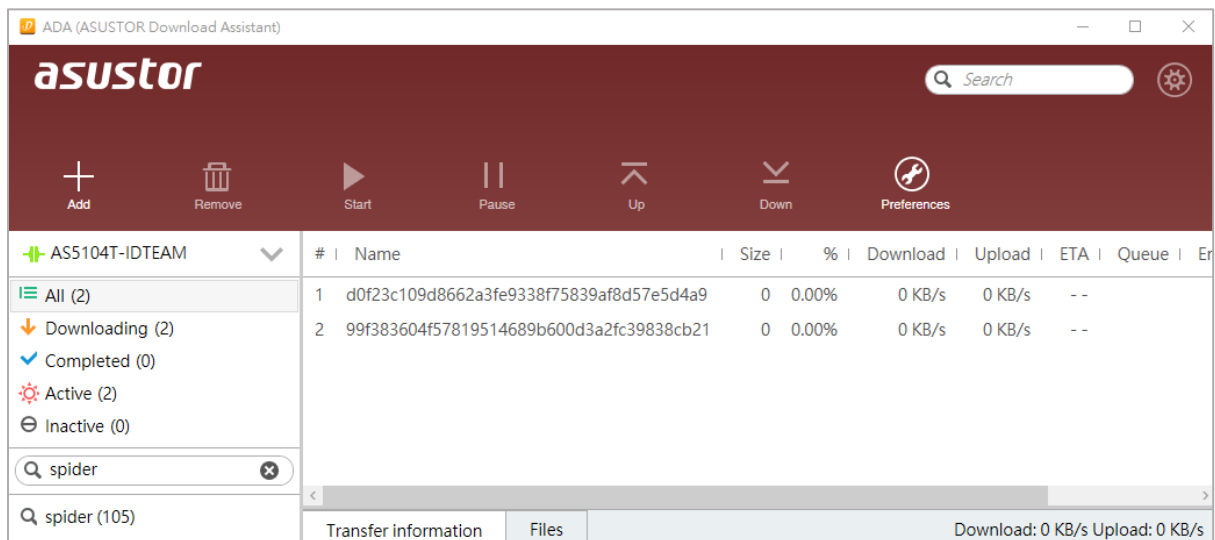 ADA (ASUSTOR Download Assistant)
asustor
Search
Add Remove Start Pause Up Down Preferences
AS5104T-IDTEAM
# Name Size % Download Upload ETA Queue Er
All (2)
1 d0f23c109d8662a3fe9338f75839af8d57e5d4a9 0 0.00% 0 KB/s 0 KB/s - -
Downloading (2)
2 99f383604f57819514689b600d3a2fc39838cb21 0 0.00% 0 KB/s 0 KB/s - -
Completed (0)
Active (2)
Inactive (0)
spider
spider (105)
Transfer information Files Download: 0 KB/s Upload: 0 KB/s